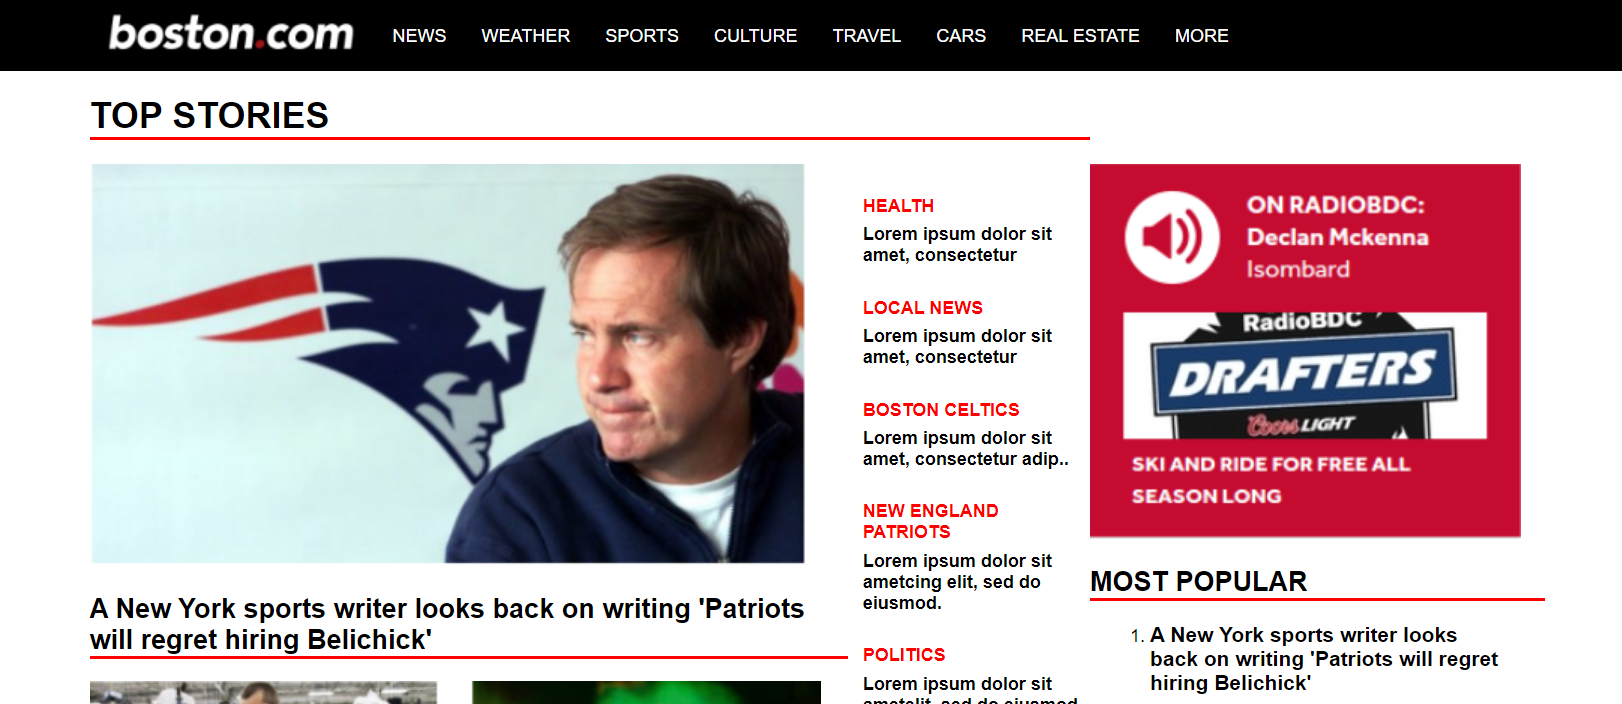 boston.com
NEWS WEATHER SPORTS CULTURE TRAVEL CARS REAL ESTATE MORE
TOP STORIES
A New York sports writer looks back on writing 'Patriots
will regret hiring Belichick'
HEALTH
Lorem ipsum dolor sit
amet, consectetur
LOCAL NEWS
Lorem ipsum dolor sit
amet, consectetur
BOSTON CELTICS
Lorem ipsum dolor sit
amet, consectetur adip..
NEW ENGLAND
PATRIOTS
Lorem ipsum dolor sit
ametcing elit, sed do
eiusmod.
POLITICS
Lorem ipsum dolor sit
ametelit, sed do eiusmod
ON RADIOBDC:
Declan Mckenna
Isombard
RadioBDC
DRAFTERS
Coors LIGHT
SKI AND RIDE FOR FREE ALL
SEASON LONG
MOST POPULAR
1. A New York sports writer looks
back on writing 'Patriots will regret
hiring Belichick'